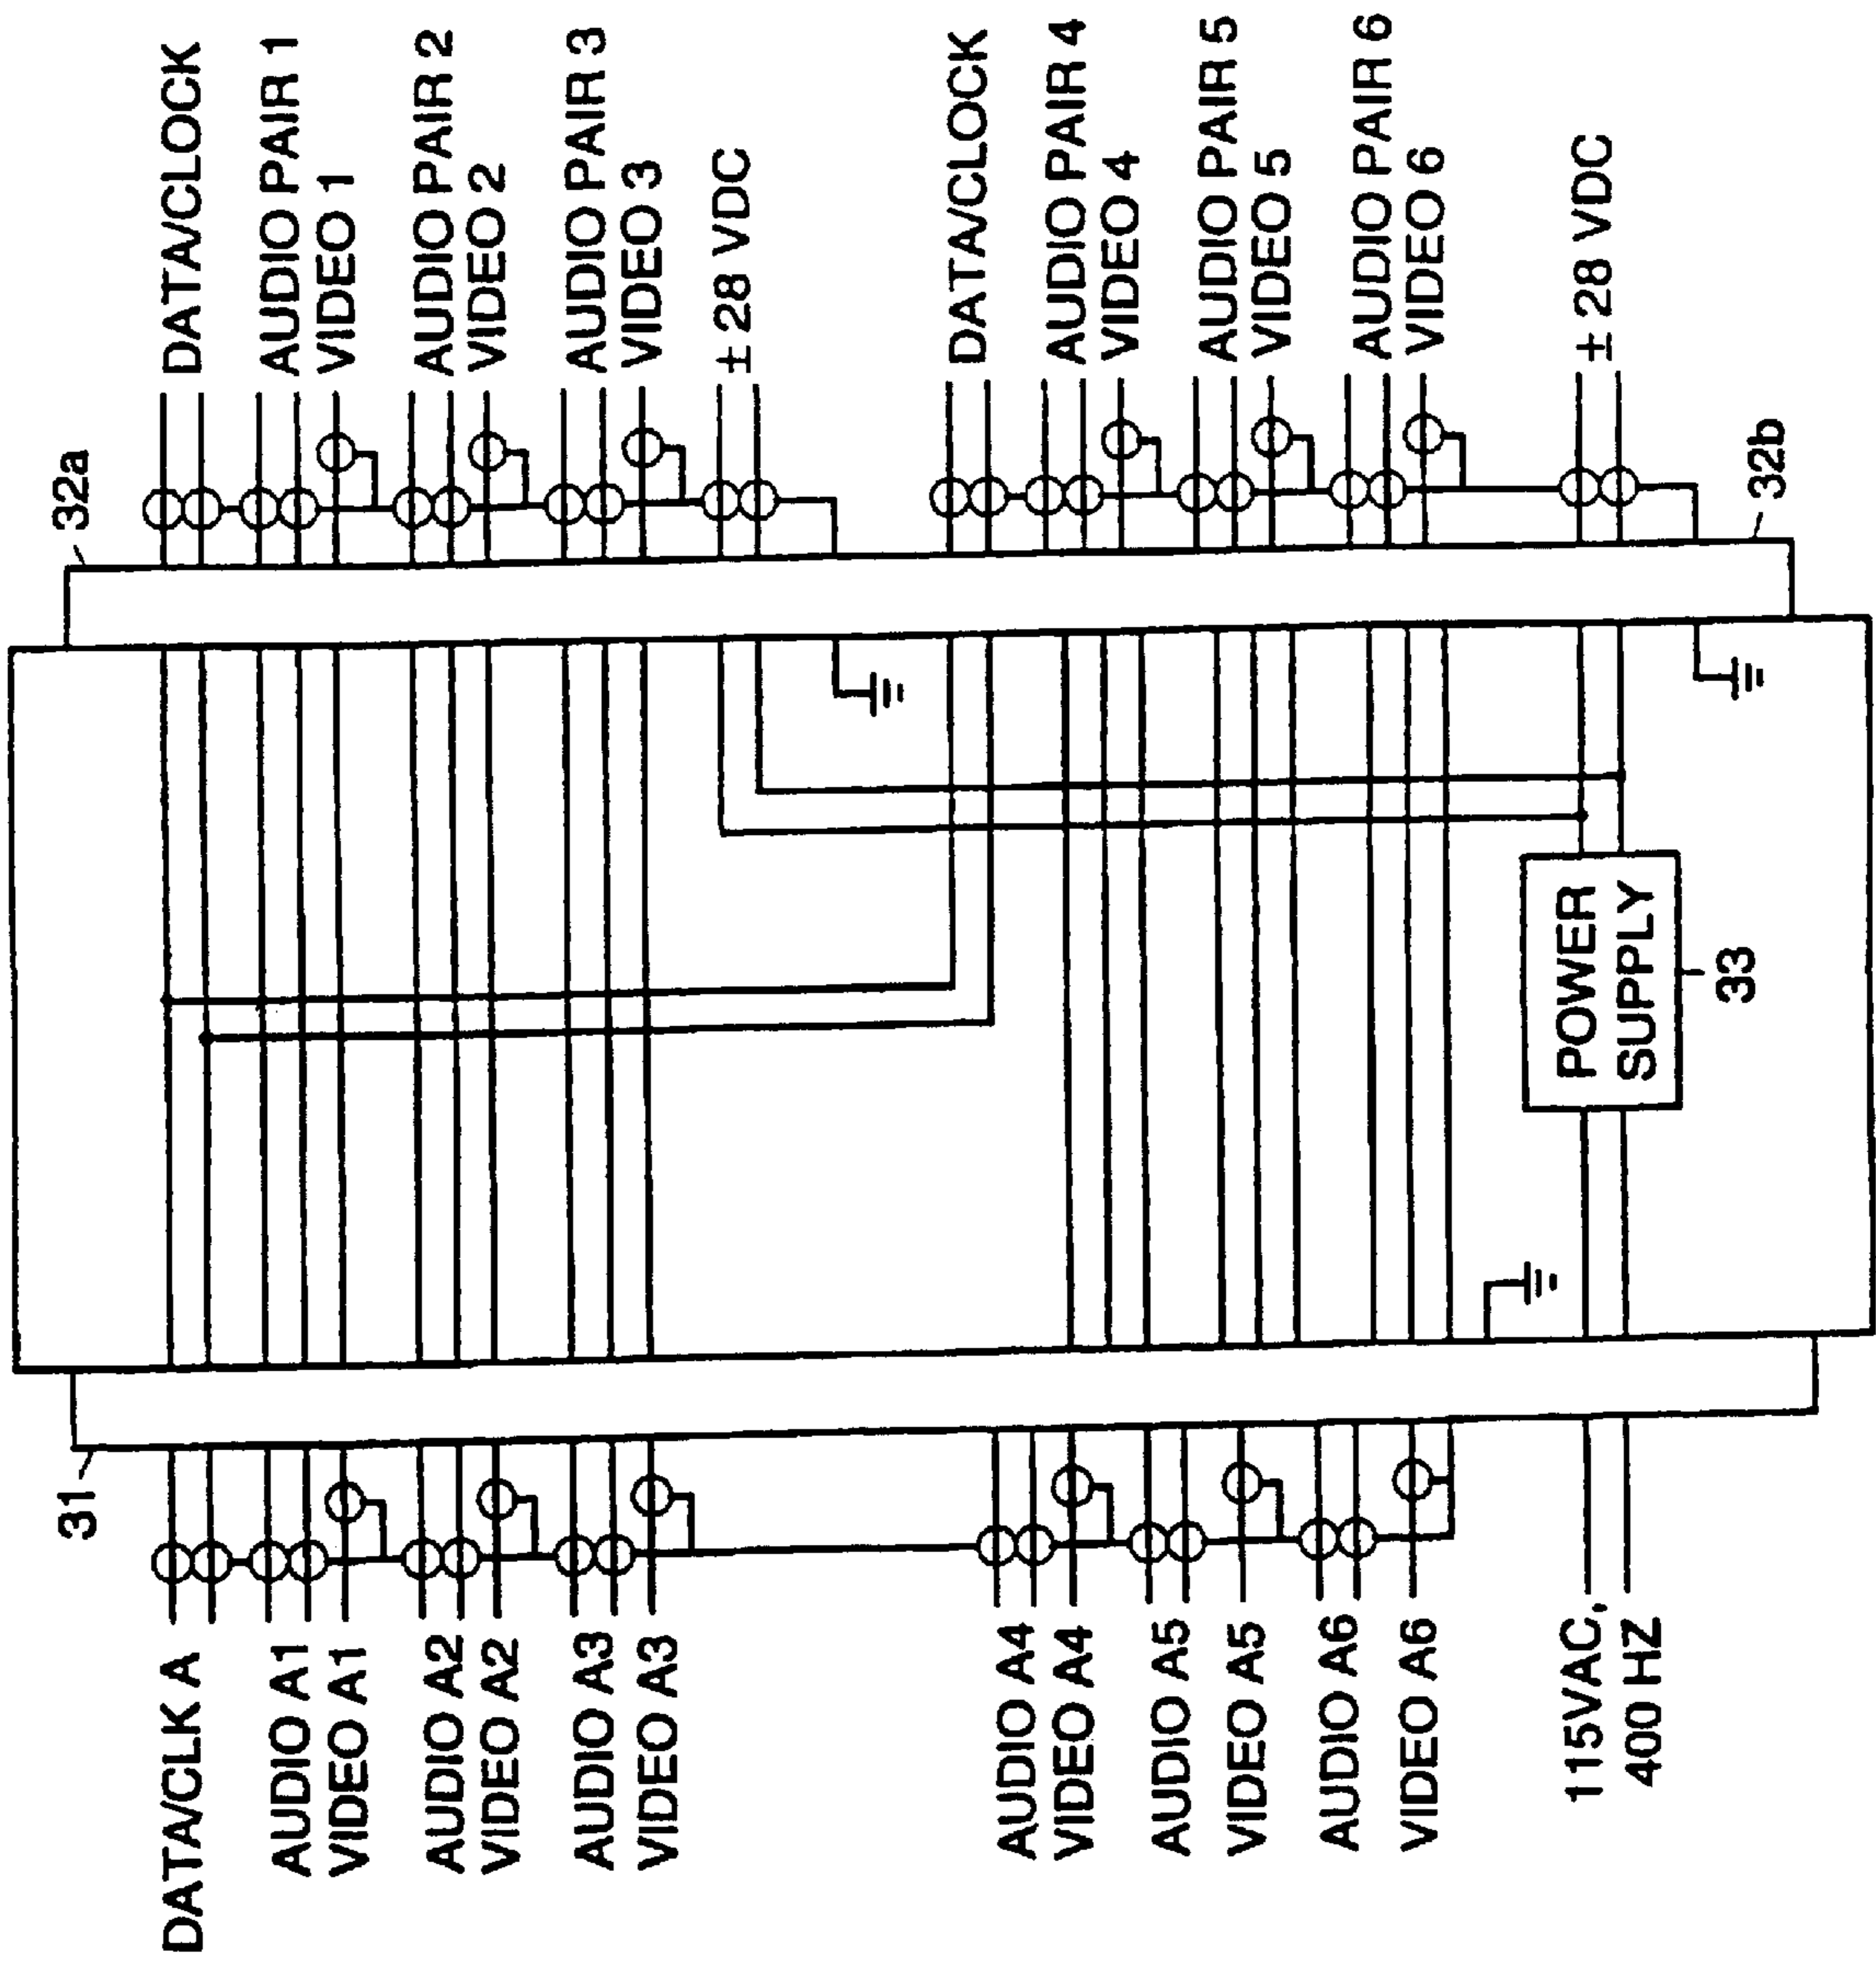 31
DATA/CLK A
AUDIO A1
VIDEO A1
AUDIO A2
VIDEO A2
AUDIO A3
VIDEO A3
AUDIO A4
VIDEO A4
AUDIO A5
VIDEO A5
AUDIO A6
VIDEO A6
115VAC,
400 HZ
POWER
SUPPLY
33
32a
DATA/CLOCK
AUDIO PAIR 1
VIDEO 1
AUDIO PAIR 2
VIDEO 2
AUDIO PAIR 3
VIDEO 3
± 28 VDC
DATA/CLOCK
AUDIO PAIR 4
VIDEO 4
AUDIO PAIR 5
VIDEO 5
AUDIO PAIR 6
VIDEO 6
± 28 VDC
32b